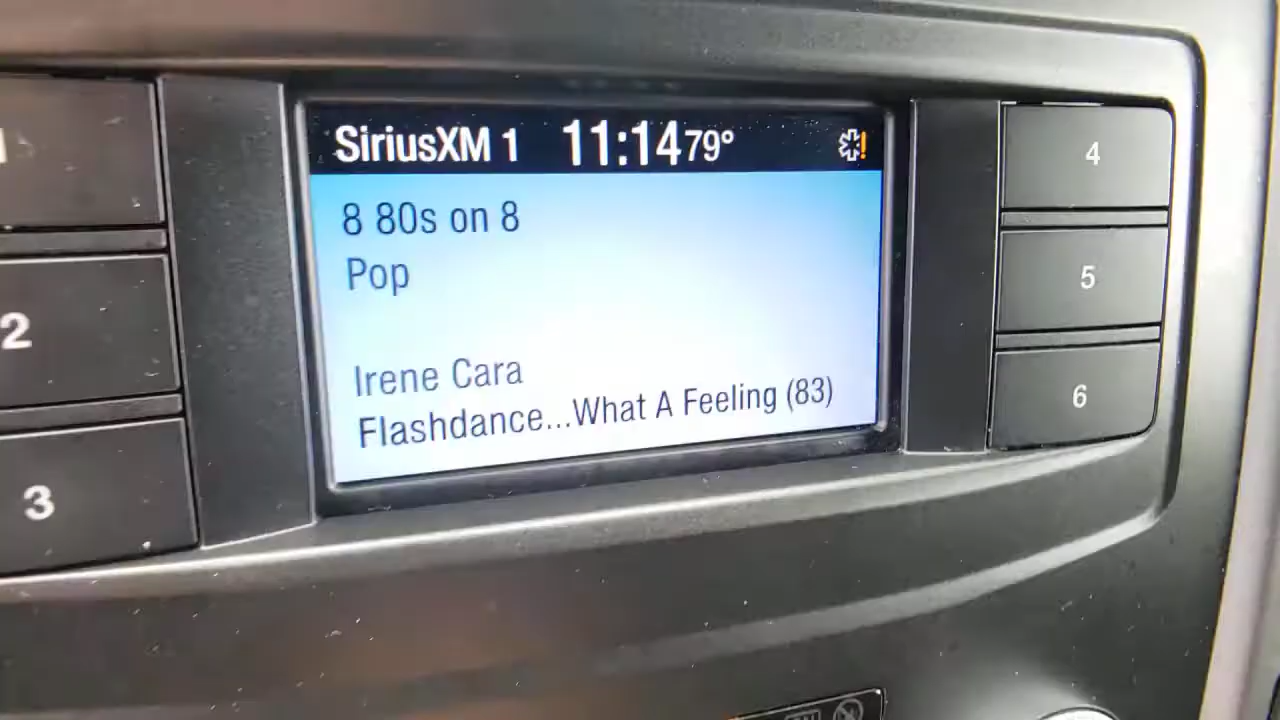 SiriusXM 1 11:14 79°
8 80s on 8
Pop
Irene Cara
Flashdance...What A Feeling (83)
2
3
4
5
6